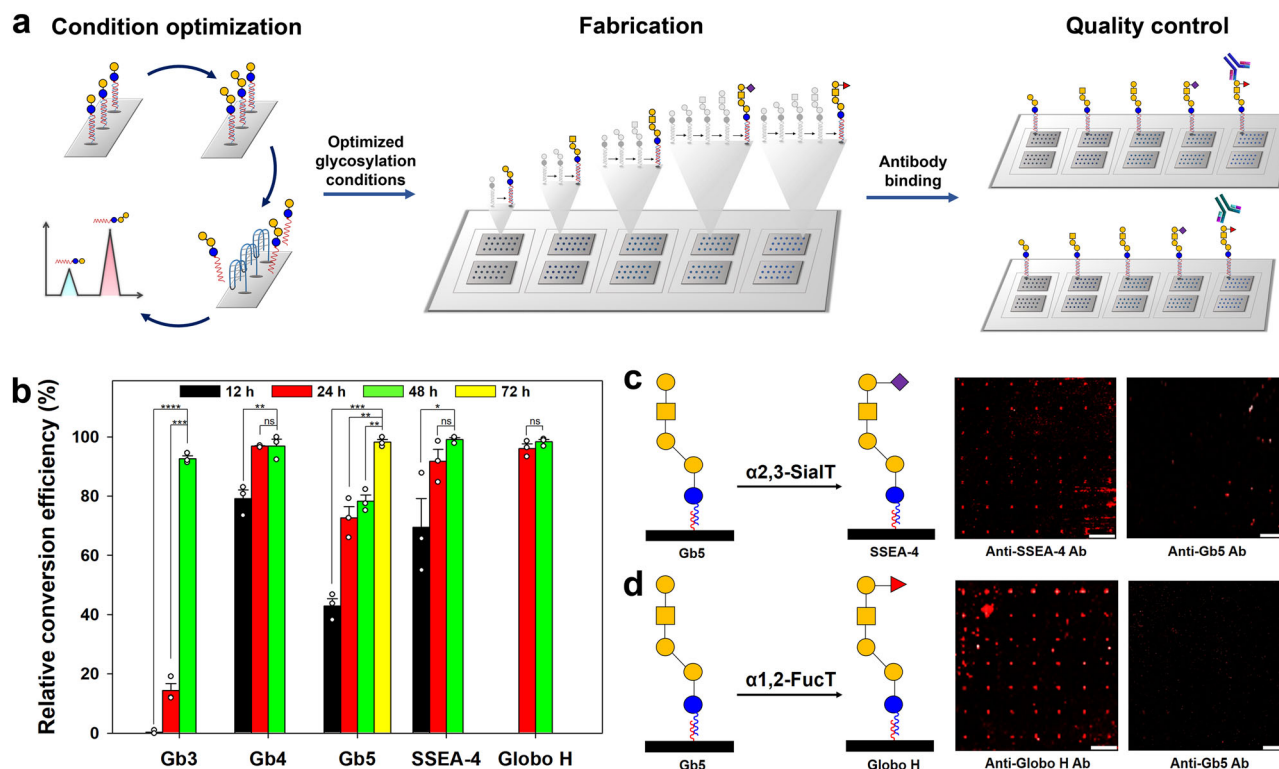 a
Condition optimization
Fabrication
Quality control
Optimized
glycosylation
conditions
Antibody
binding
b
Relative conversion efficiency (%)
12 h
24 h
48 h
72 h
100
80
60
40
20
0
****
***
**
ns
***
**
**
*
ns
ns
Gb3
Gb4
Gb5
SSEA-4
Globo H
c
α2,3-SialT
Gb5
SSEA-4
Anti-SSEA-4 Ab
Anti-Gb5 Ab
d
α1,2-FucT
Gb5
Globo H
Anti-Globo H Ab
Anti-Gb5 Ab